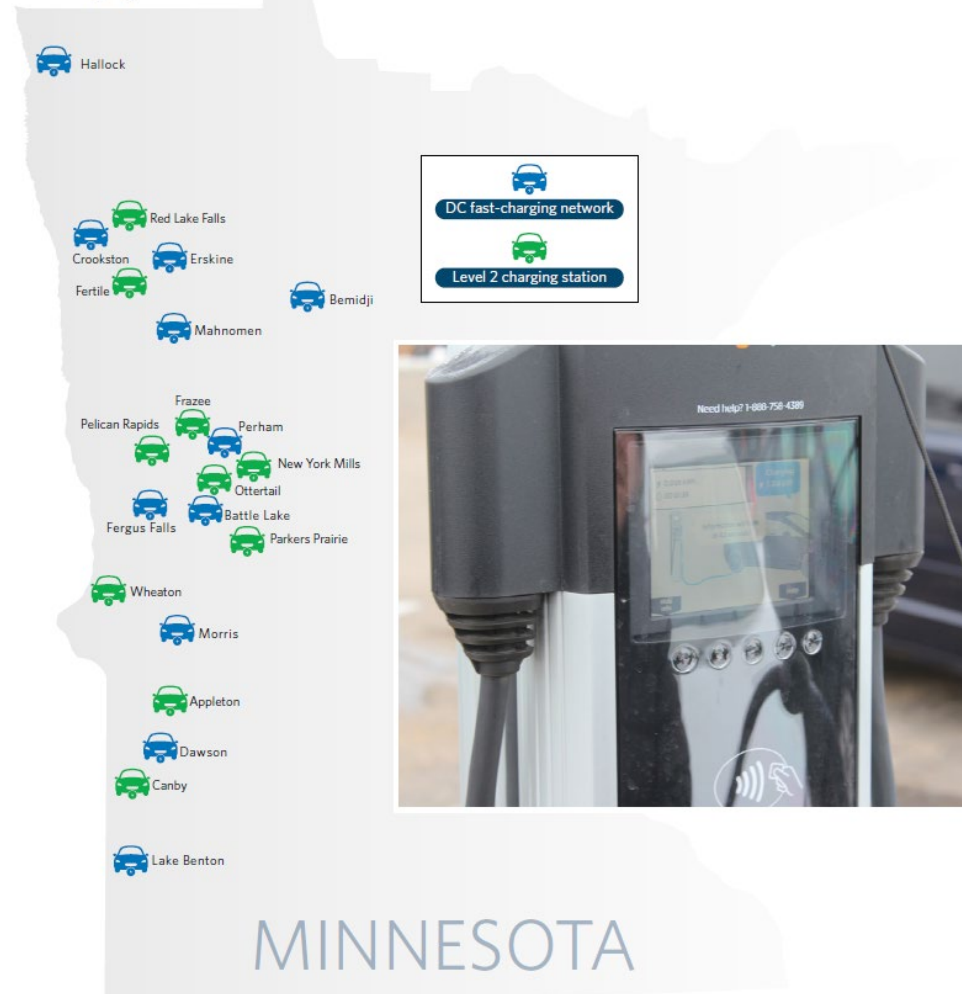 Hallock
DC fast-charging network
Level 2 charging station
Red Lake Falls
Crookston
Erskine
Fertile
Bemidji
Mahnomen
Frazee
Pelican Rapids
Perham
New York Mills
Ottertail
Fergus Falls
Battle Lake
Parkers Prairie
Wheaton
Morris
Appleton
Dawson
Canby
Lake Benton
MINNESOTA
Need help? 1-888-758-4389
Charging